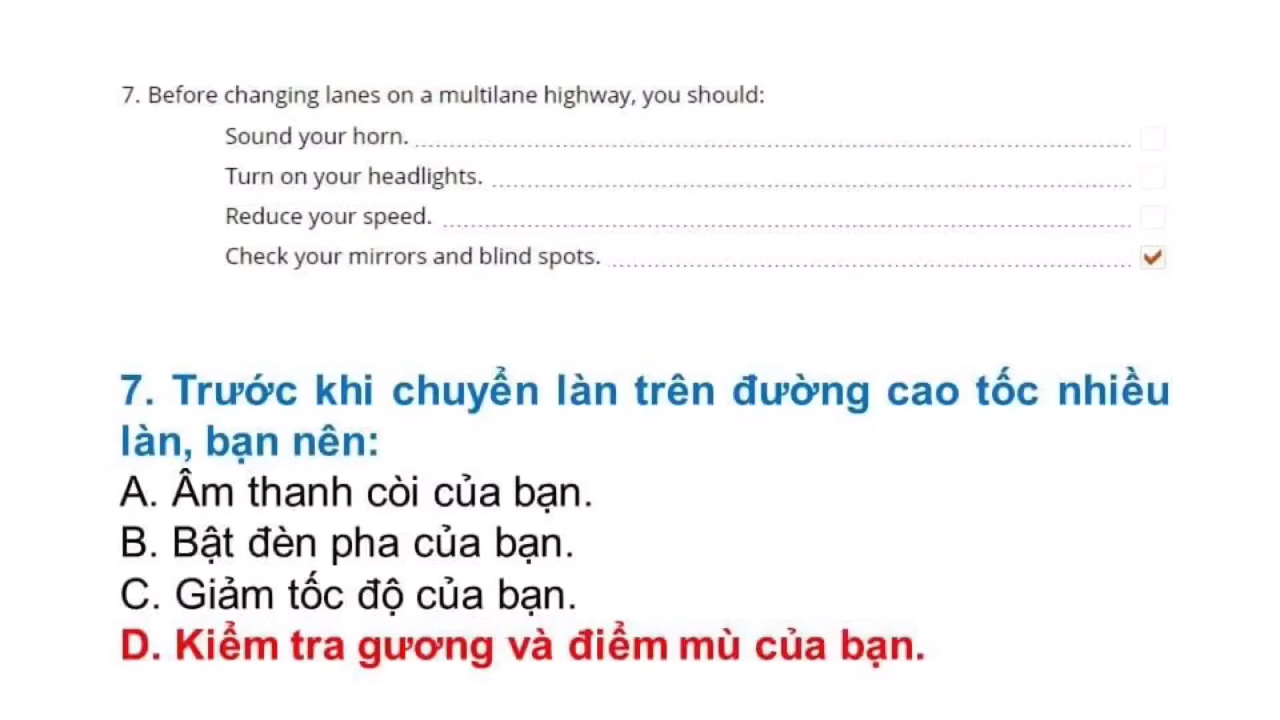 7. Before changing lanes on a multilane highway, you should:
Sound your horn.
Turn on your headlights.
Reduce your speed.
Check your mirrors and blind spots.
7. Trước khi chuyển làn trên đường cao tốc nhiều
làn, bạn nên:
A. Âm thanh còi của bạn.
B. Bật đèn pha của bạn.
C. Giảm tốc độ của bạn.
D. Kiểm tra gương và điểm mù của bạn.